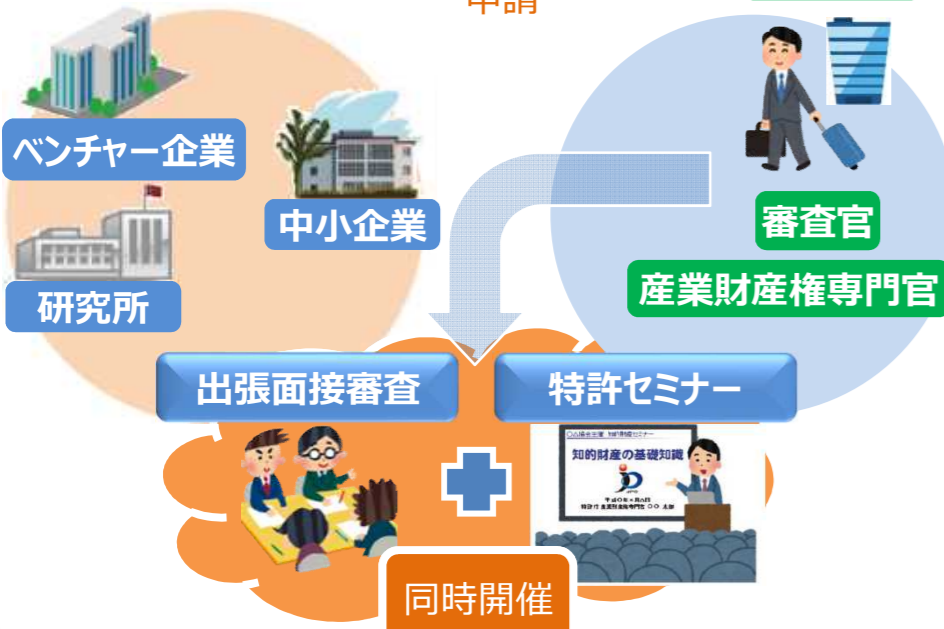 申請
ベンチャー企業
中小企業
研究所
審査官
産業財産権専門官
出張面接審査
特許セミナー
知的財産の基礎知識
同時開催